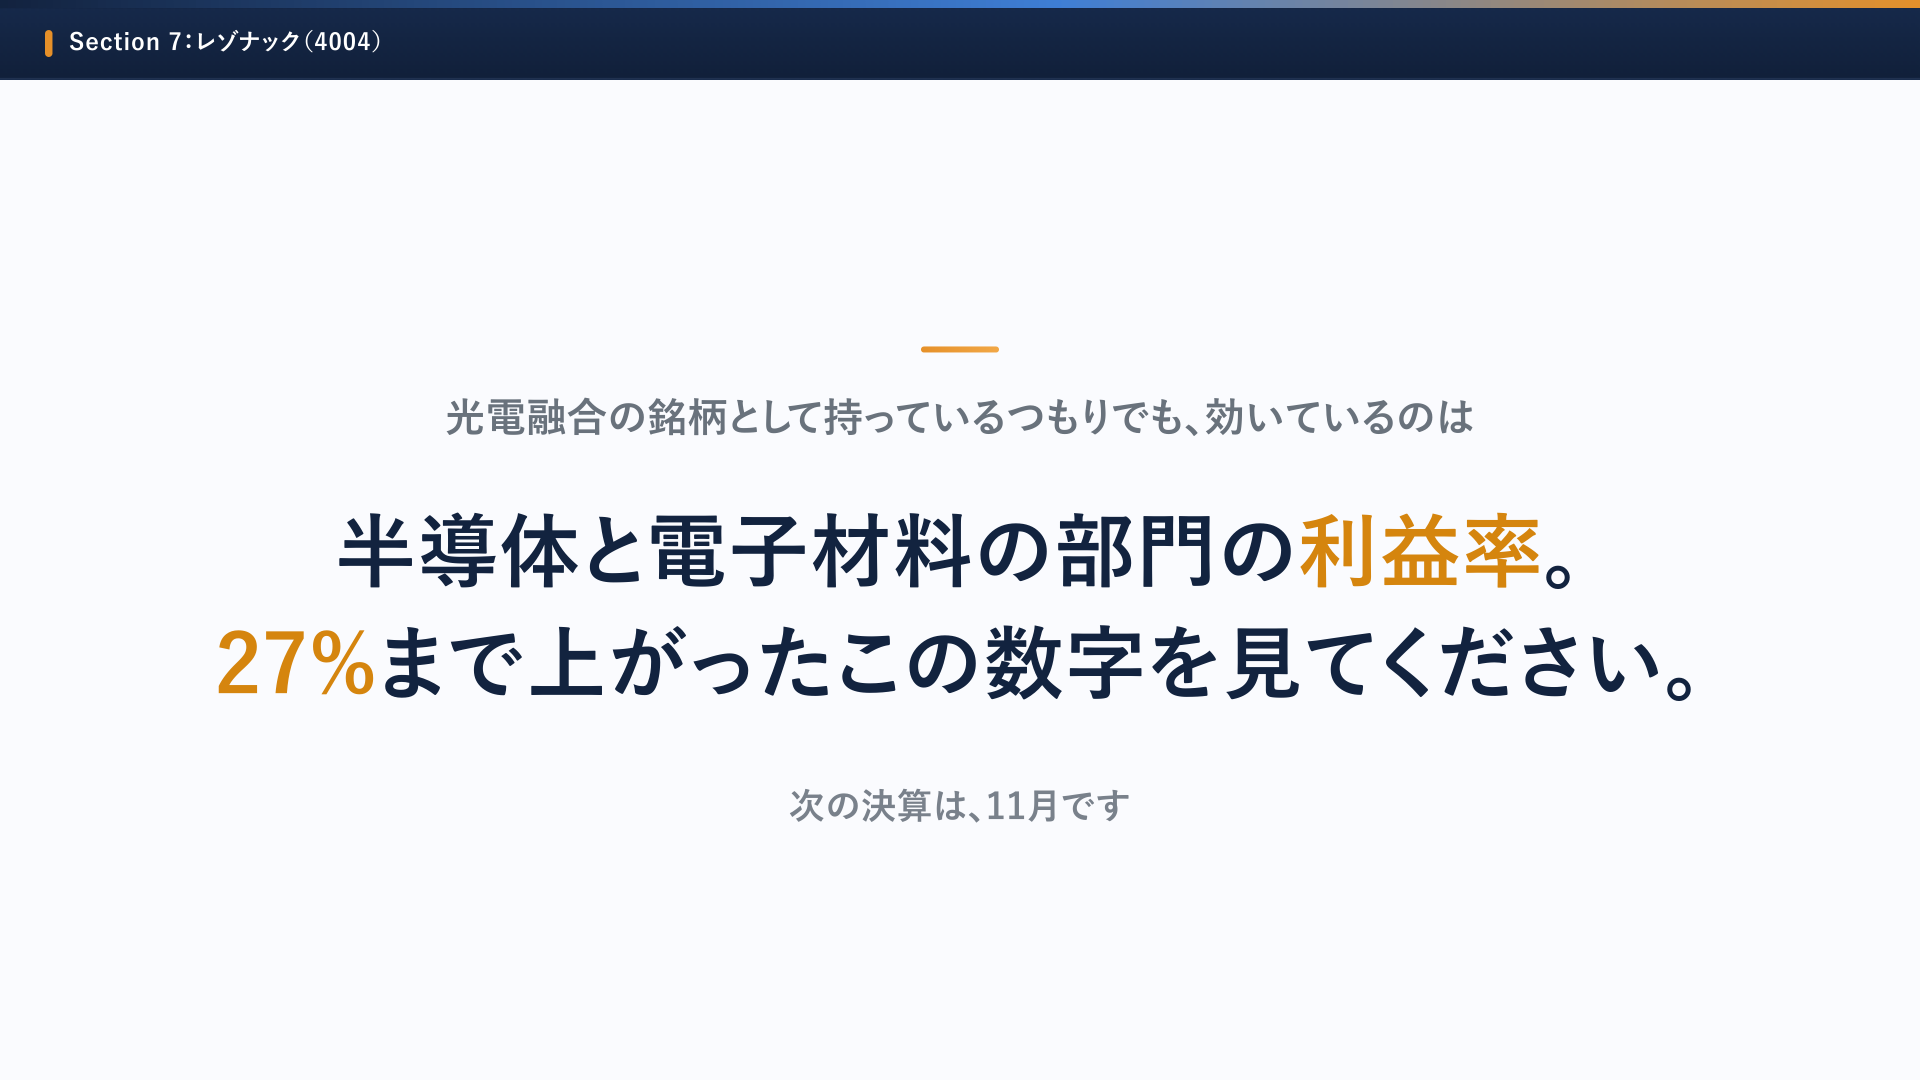 Section 7：レゾナック（4004）
光電融合の銘柄として持っているつもりでも、効いているのは
半導体と電子材料の部門の利益率。
27%まで上がったこの数字を見てください。
次の決算は、11月です